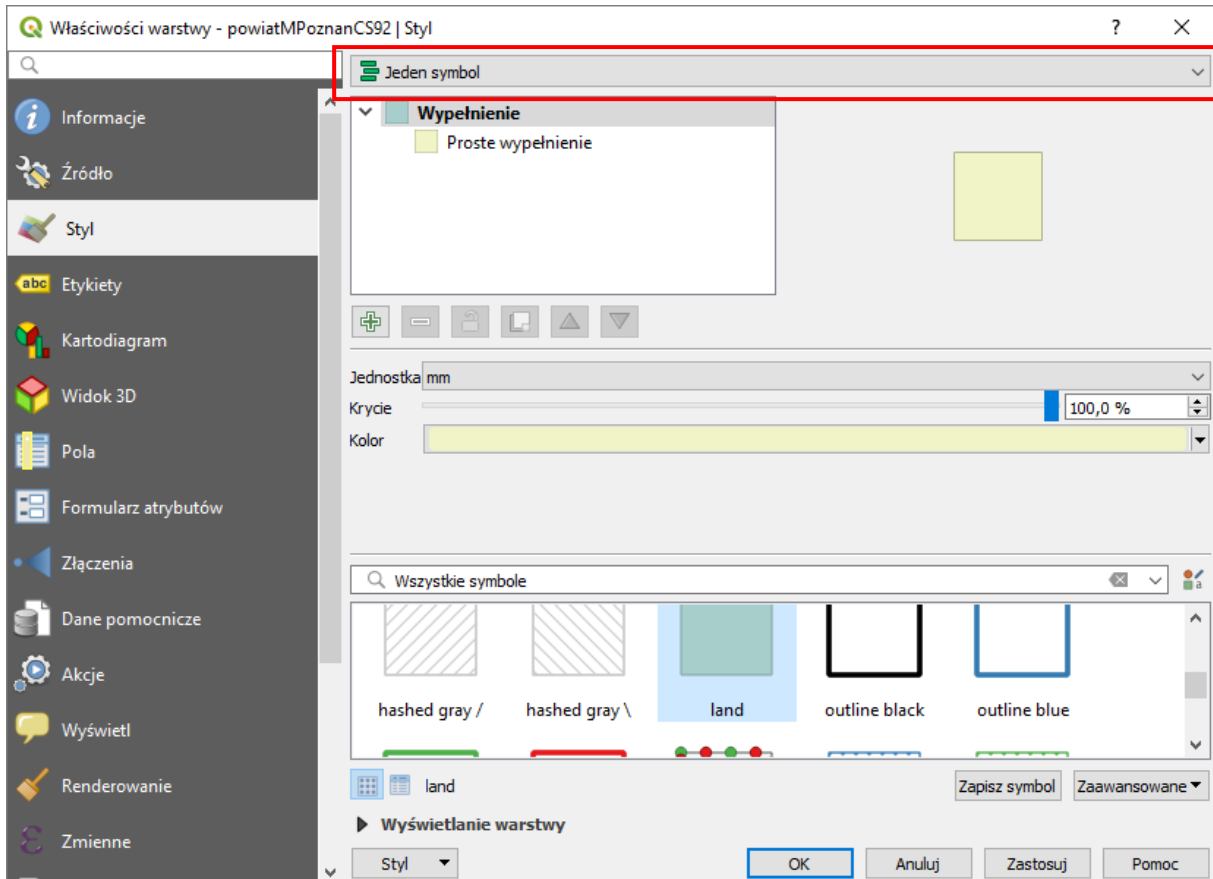 Właściwości warstwy - powiatMPoznanCS92 | Styl
?
Jeden symbol
Informacje
Źródło
Styl
abc Etykiety
Kartodiagram
Widok 3D
Pola
Formularz atrybutów
Złączenia
Dane pomocnicze
Akcje
Wyświetl
Renderowanie
Zmienne
Wypełnienie
Proste wypełnienie
Jednostka mm
Krycie 100,0 %
Kolor
Wszystkie symbole
a
hashed gray / hashed gray \ land outline black outline blue
land Zapisz symbol Zaawansowane
Wyświetlanie warstwy
Styl OK Anuluj Zastosuj Pomoc